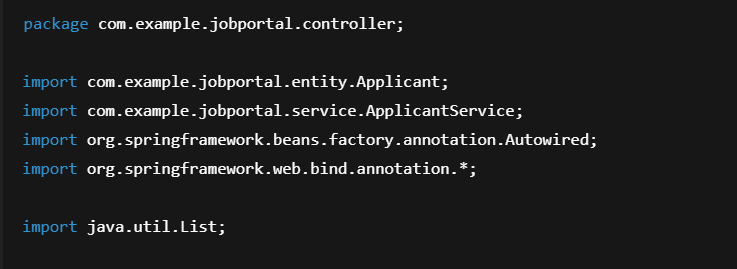 package com.example.jobportal.controller;
import com.example.jobportal.entity.Applicant;
import com.example.jobportal.service.ApplicantService;
import org.springframework.beans.factory.annotation.Autowired;
import org.springframework.web.bind.annotation.*;
import java.util.List;